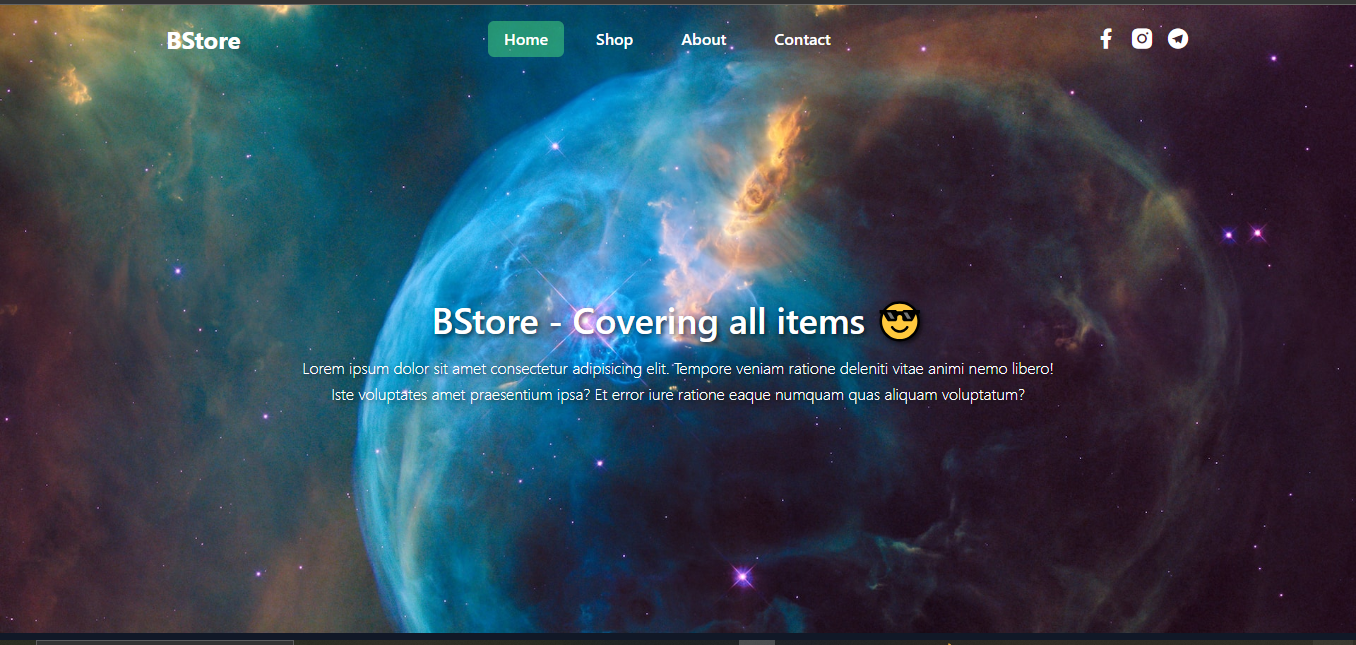 BStore
Home Shop About Contact
BStore - Covering all items 😎
Lorem ipsum dolor sit amet consectetur adipisicing elit. Tempore veniam ratione deleniti vitae animi nemo libero!
Iste voluptates amet praesentium ipsa? Et error iure ratione eaque numquam quas aliquam voluptatum?